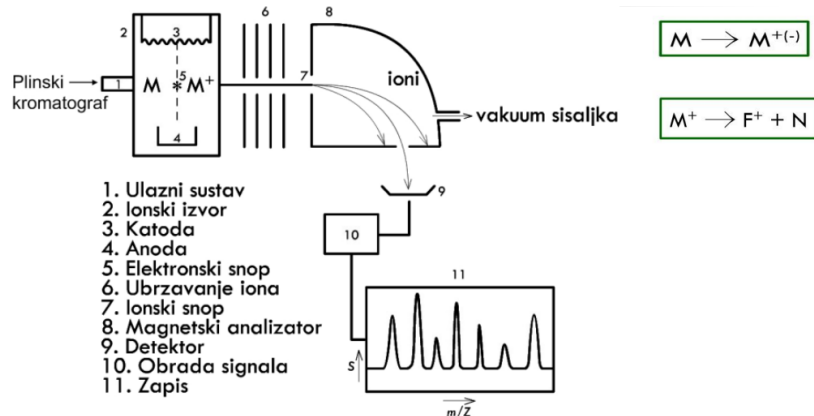 6
8
2
3
Plinski
kromatograf
1
M
5
*
M+
7
ioni
4
vakuum sisaljka
M → M+(-)
M+ → F+ + N
9
10
11
S
m/Z
1. Ulazni sustav
2. Ionski izvor
3. Katoda
4. Anoda
5. Elektronski snop
6. Ubrzavanje iona
7. Ionski snop
8. Magnetski analizator
9. Detektor
10. Obrada signala
11. Zapis